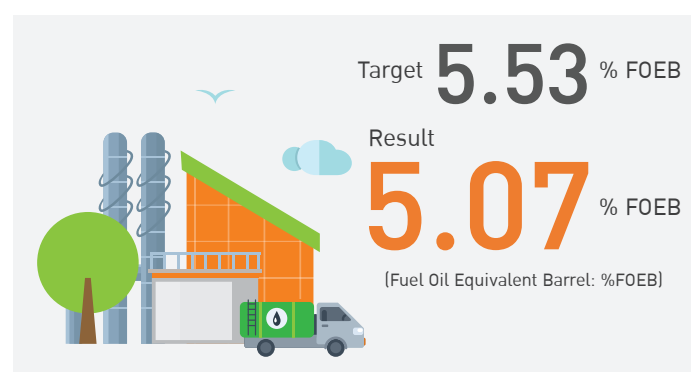 Target 5.53 % FOEB
Result
5.07 % FOEB
(Fuel Oil Equivalent Barrel: %FOEB)